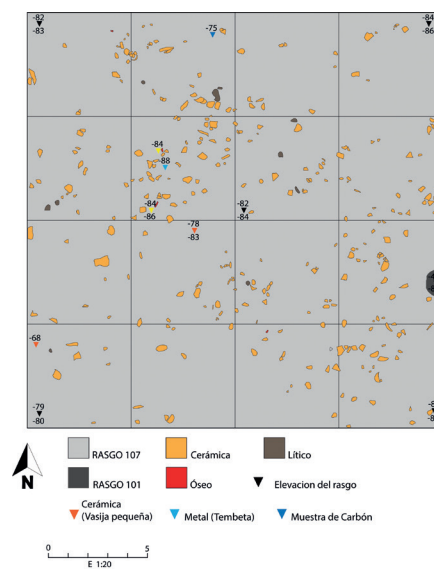 -82
-83
-75
-84
-86
-84
88
-84
-86
-82
-84
-78
-83
-68
-79
-80
N
RASGO 107
Cerámica
Lítico
RASGO 101
Óseo
Elevacion del rasgo
Cerámica
(Vasija pequeña)
Metal (Tembeta)
Muestra de Carbón
0 5
E 1:20